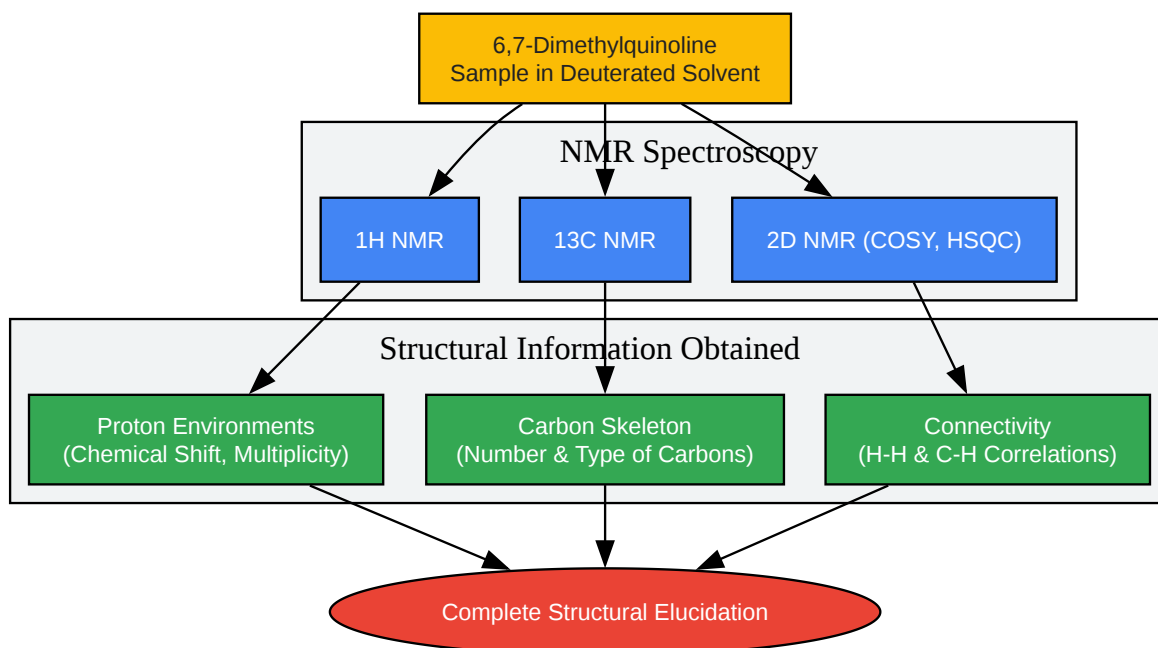 6,7-Dimethylquinoline
Sample in Deuterated Solvent
NMR Spectroscopy
1H NMR
13C NMR
2D NMR (COSY, HSQC)
Structural Information Obtained
Proton Environments
(Chemical Shift, Multiplicity)
Carbon Skeleton
(Number & Type of Carbons)
Connectivity
(H-H & C-H Correlations)
Complete Structural Elucidation